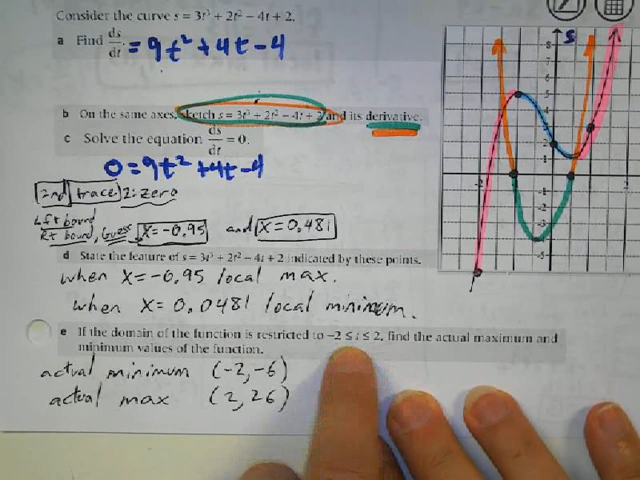 Consider the curve s = 3t³ + 2t² − 4t + 2.
a Find ds/dt. = 9t² + 4t − 4
b On the same axes, sketch s = 3t³ + 2t² − 4t + 2 and its derivative.
c Solve the equation ds/dt = 0.
0 = 9t² + 4t − 4
2nd trace 2: zero
Lft bound
Rt bound, Guess X = -0.95 and X = 0.481
d State the feature of s = 3t³ + 2t² − 4t + 2 indicated by these points.
when X = -0.95 local max.
when X = 0.0481 local minimum.
e If the domain of the function is restricted to −2 ≤ t ≤ 2, find the actual maximum and
minimum values of the function.
actual minimum (-2, -6)
actual max (2, 26)